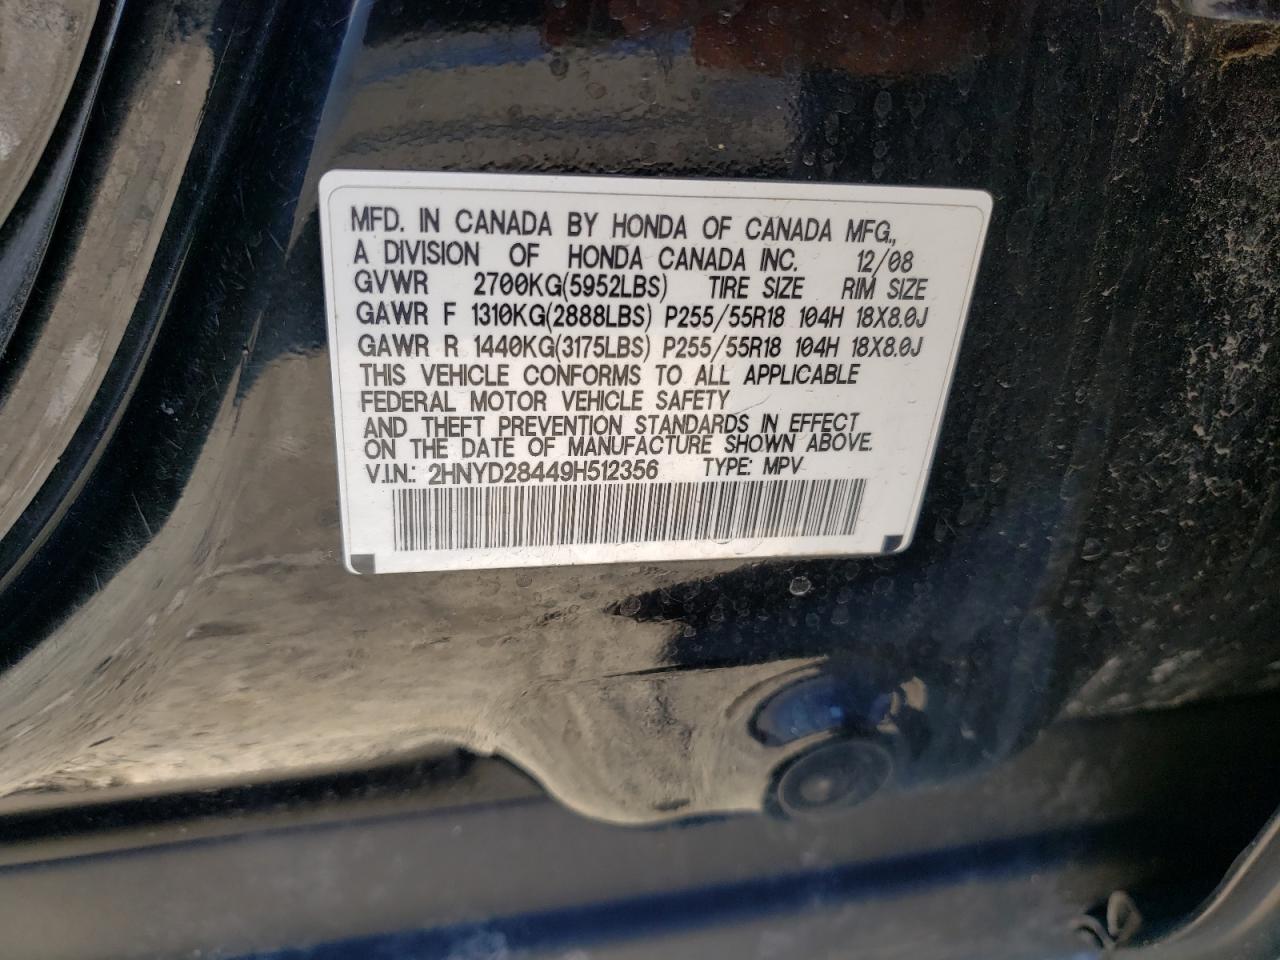 MFD. IN CANADA BY HONDA OF CANADA MFG.,
A DIVISION OF HONDA CANADA INC. 12/08
GVWR 2700KG(5952LBS) TIRE SIZE RIM SIZE
GAWR F 1310KG(2888LBS) P255/55R18 104H 18X8.0J
GAWR R 1440KG(3175LBS) P255/55R18 104H 18X8.0J
THIS VEHICLE CONFORMS TO ALL APPLICABLE
FEDERAL MOTOR VEHICLE SAFETY
AND THEFT PREVENTION STANDARDS IN EFFECT
ON THE DATE OF MANUFACTURE SHOWN ABOVE.
V.I.N.: 2HNYD28449H512356 TYPE: MPV